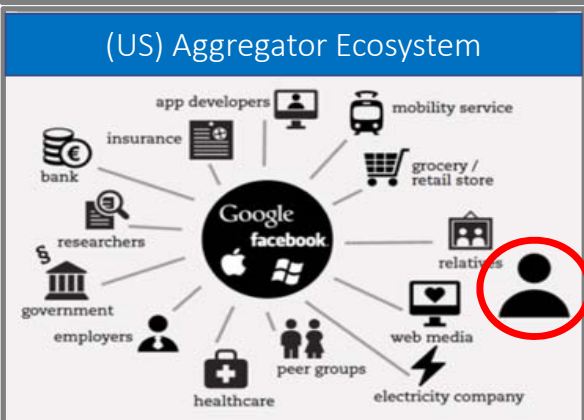 (US) Aggregator Ecosystem
app developers
mobility service
insurance
bank
grocery /
retail store
Google
facebook
researchers
relatives
§
government
employers
web media
peer groups
electricity company
healthcare